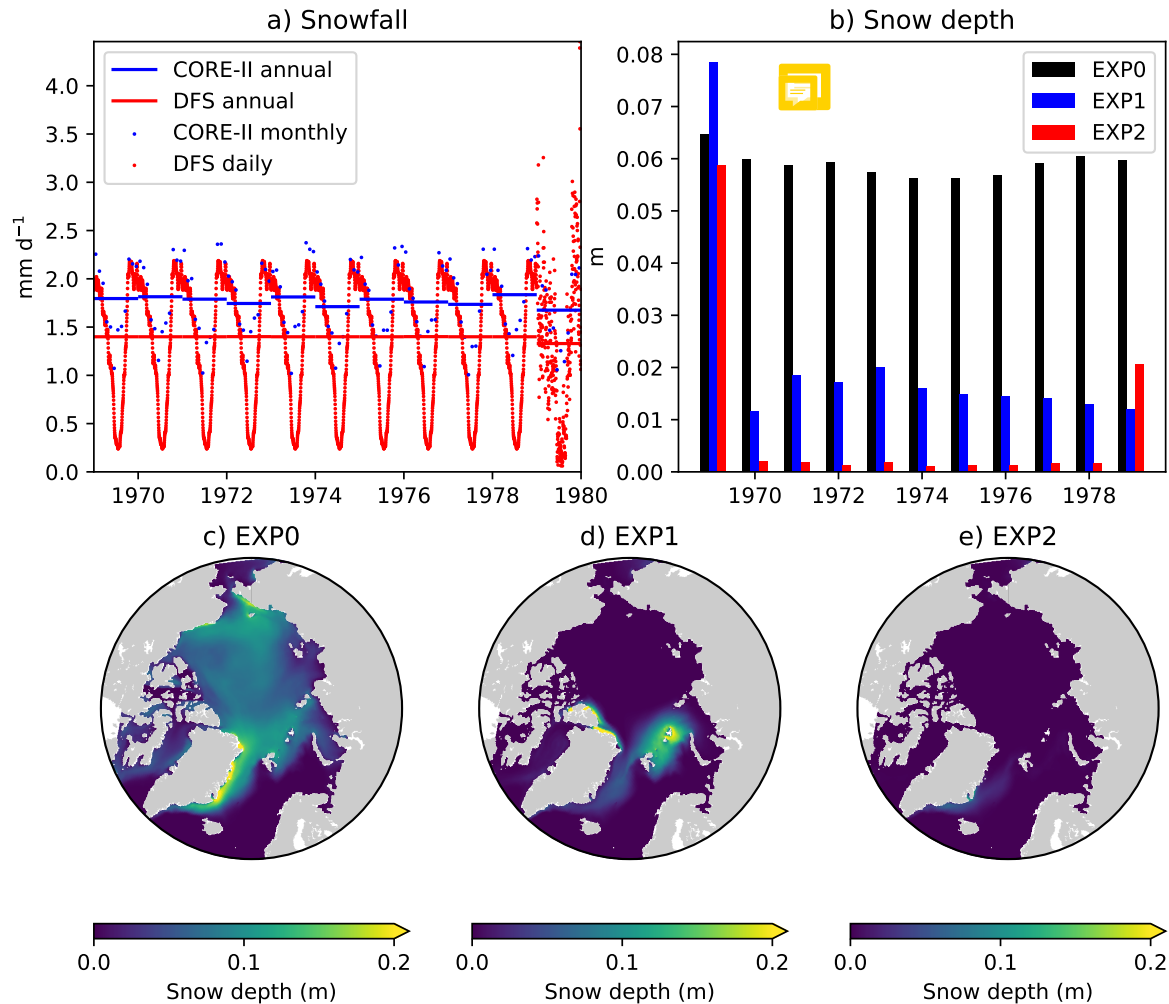 a) Snowfall
mm d⁻¹
4.0
3.5
3.0
2.5
2.0
1.5
1.0
0.5
0.0
CORE-II annual
DFS annual
CORE-II monthly
DFS daily
1970 1972 1974 1976 1978 1980
b) Snow depth
m
0.08
0.07
0.06
0.05
0.04
0.03
0.02
0.01
0.00
EXP0
EXP1
EXP2
1970 1972 1974 1976 1978
c) EXP0
d) EXP1
e) EXP2
0.0 0.1 0.2
Snow depth (m)
0.0 0.1 0.2
Snow depth (m)
0.0 0.1 0.2
Snow depth (m)